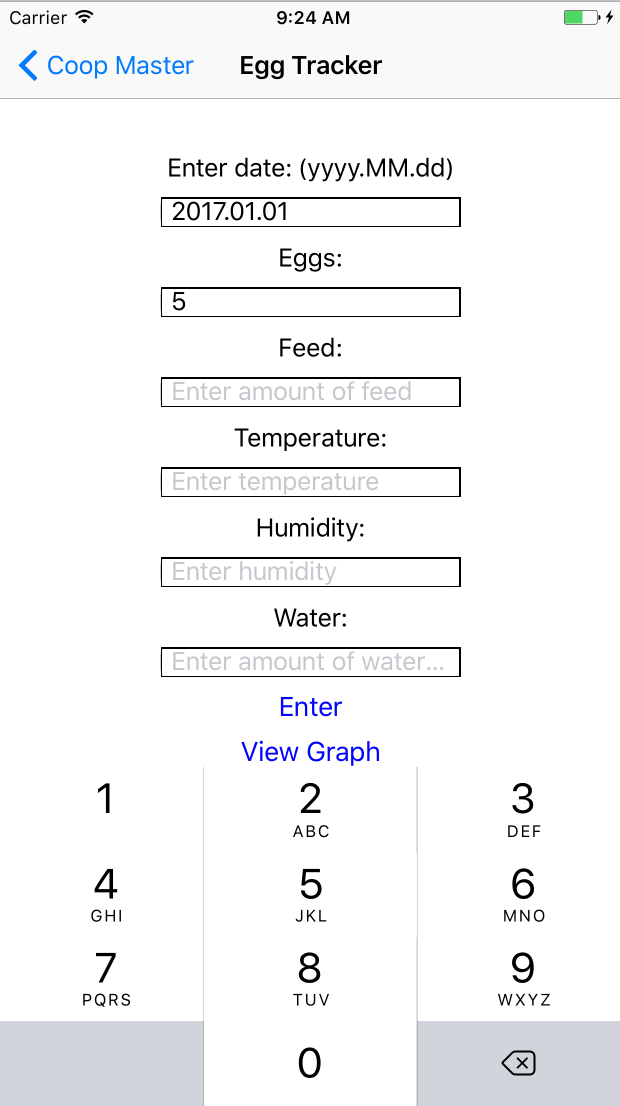 Carrier 9:24 AM
Coop Master Egg Tracker
Enter date: (yyyy.MM.dd)
2017.01.01
Eggs:
5
Feed:
Enter amount of feed
Temperature:
Enter temperature
Humidity:
Enter humidity
Water:
Enter amount of water...
Enter
View Graph
1 2 3
ABC DEF
4 5 6
GHI JKL MNO
7 8 9
PQRS TUV WXYZ
0